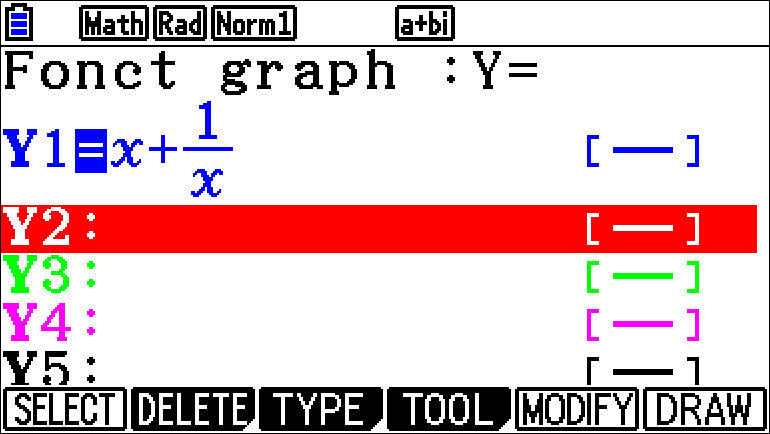 Math Rad Norm1 a+bi
Fonct graph :Y=
Y1=x+1/x [—]
Y2: [—]
Y3: [—]
Y4: [—]
Y5: [—]
SELECT DELETE TYPE TOOL MODIFY DRAW